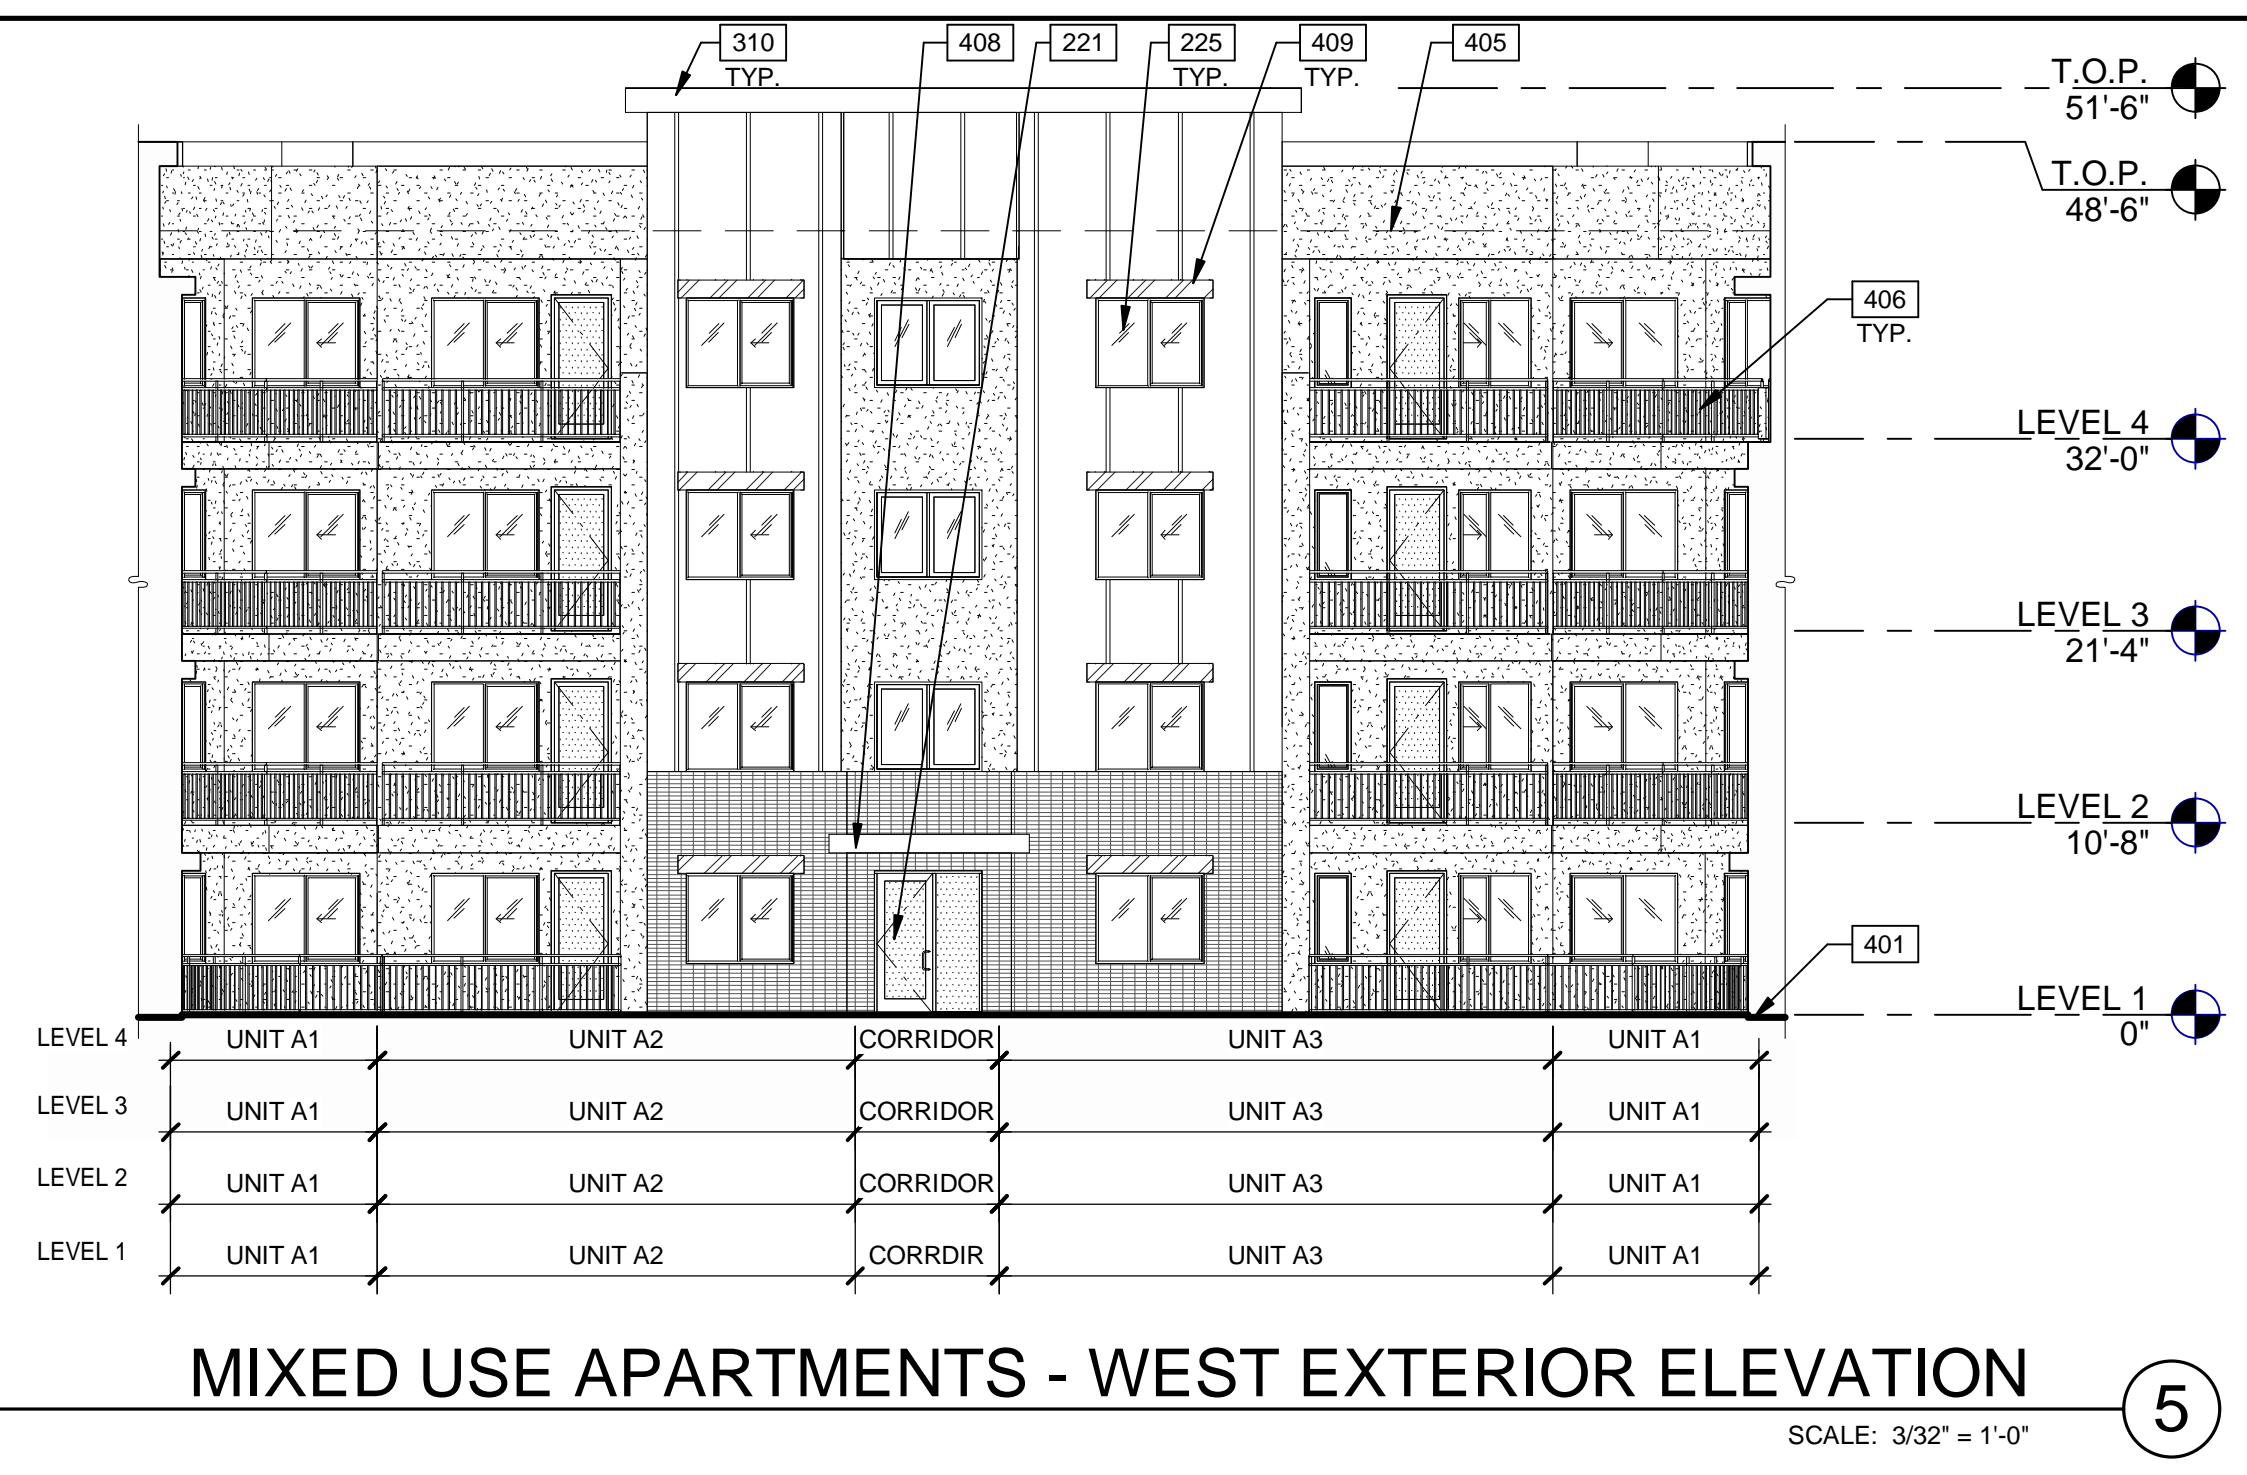 310
TYP.
408
221
225
TYP.
409
TYP.
405
T.O.P.
51'-6"
T.O.P.
48'-6"
406
TYP.
LEVEL 4
32'-0"
LEVEL 3
21'-4"
LEVEL 2
10'-8"
401
LEVEL 1
0"
LEVEL 4 UNIT A1 UNIT A2 CORRIDOR UNIT A3 UNIT A1
LEVEL 3 UNIT A1 UNIT A2 CORRIDOR UNIT A3 UNIT A1
LEVEL 2 UNIT A1 UNIT A2 CORRIDOR UNIT A3 UNIT A1
LEVEL 1 UNIT A1 UNIT A2 CORRDIR UNIT A3 UNIT A1
MIXED USE APARTMENTS - WEST EXTERIOR ELEVATION
5
SCALE: 3/32" = 1'-0"